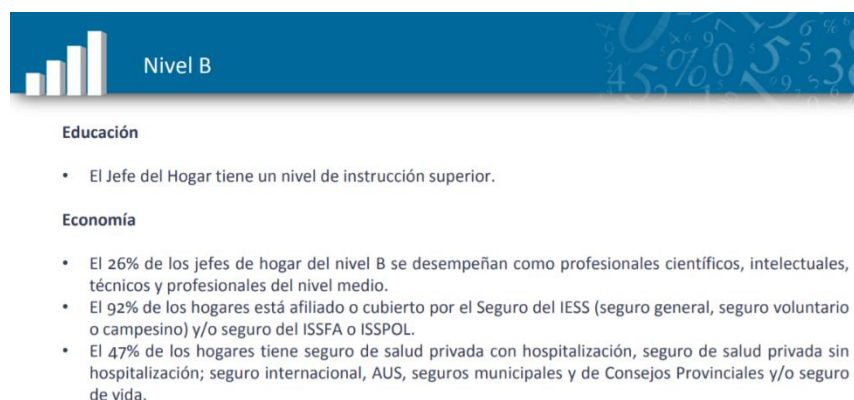 Nivel B
Educación
• El Jefe del Hogar tiene un nivel de instrucción superior.
Economía
• El 26% de los jefes de hogar del nivel B se desempeñan como profesionales científicos, intelectuales,
técnicos y profesionales del nivel medio.
• El 92% de los hogares está afiliado o cubierto por el Seguro del IESS (seguro general, seguro voluntario
o campesino) y/o seguro del ISSFA o ISSPOL.
• El 47% de los hogares tiene seguro de salud privada con hospitalización, seguro de salud privada sin
hospitalización; seguro internacional, AUS, seguros municipales y de Consejos Provinciales y/o seguro
de vida.